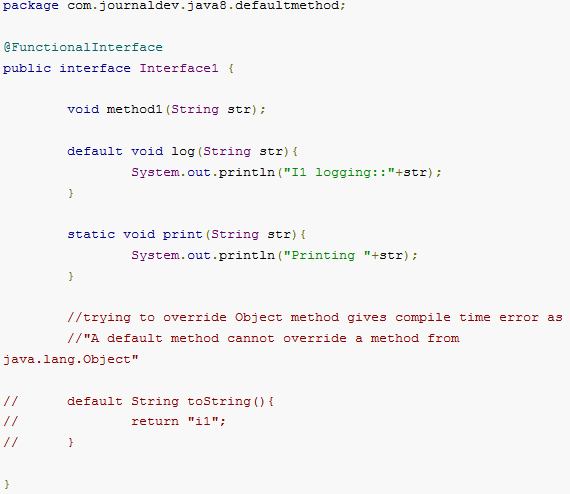 package com.journaldev.java8.defaultmethod;

@FunctionalInterface
public interface Interface1 {

        void method1(String str);

        default void log(String str){
                System.out.println("I1 logging::"+str);
        }

        static void print(String str){
                System.out.println("Printing "+str);
        }

        //trying to override Object method gives compile time error as
        //"A default method cannot override a method from
java.lang.Object"

//      default String toString(){
//              return "i1";
//      }

}